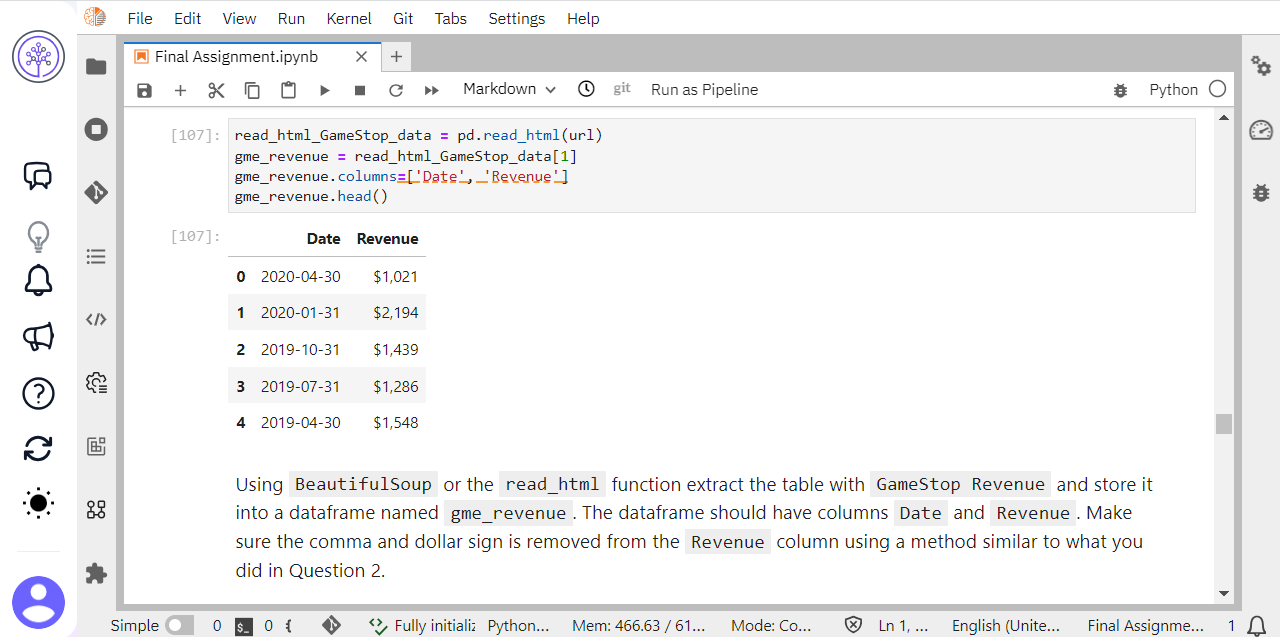 File Edit View Run Kernel Git Tabs Settings Help
Final Assignment.ipynb
Markdown git Run as Pipeline Python
[107]: read_html_GameStop_data = pd.read_html(url)
gme_revenue = read_html_GameStop_data[1]
gme_revenue.columns=['Date', 'Revenue']
gme_revenue.head()
[107]: Date Revenue
0 2020-04-30 $1,021
1 2020-01-31 $2,194
2 2019-10-31 $1,439
3 2019-07-31 $1,286
4 2019-04-30 $1,548
Using BeautifulSoup or the read_html function extract the table with GameStop Revenue and store it
into a dataframe named gme_revenue. The dataframe should have columns Date and Revenue. Make
sure the comma and dollar sign is removed from the Revenue column using a method similar to what you
did in Question 2.
Simple 0 $_ 0 { Fully initializ Python... Mem: 466.63 / 61... Mode: Co... Ln 1, ... English (Unite... Final Assignme... 1